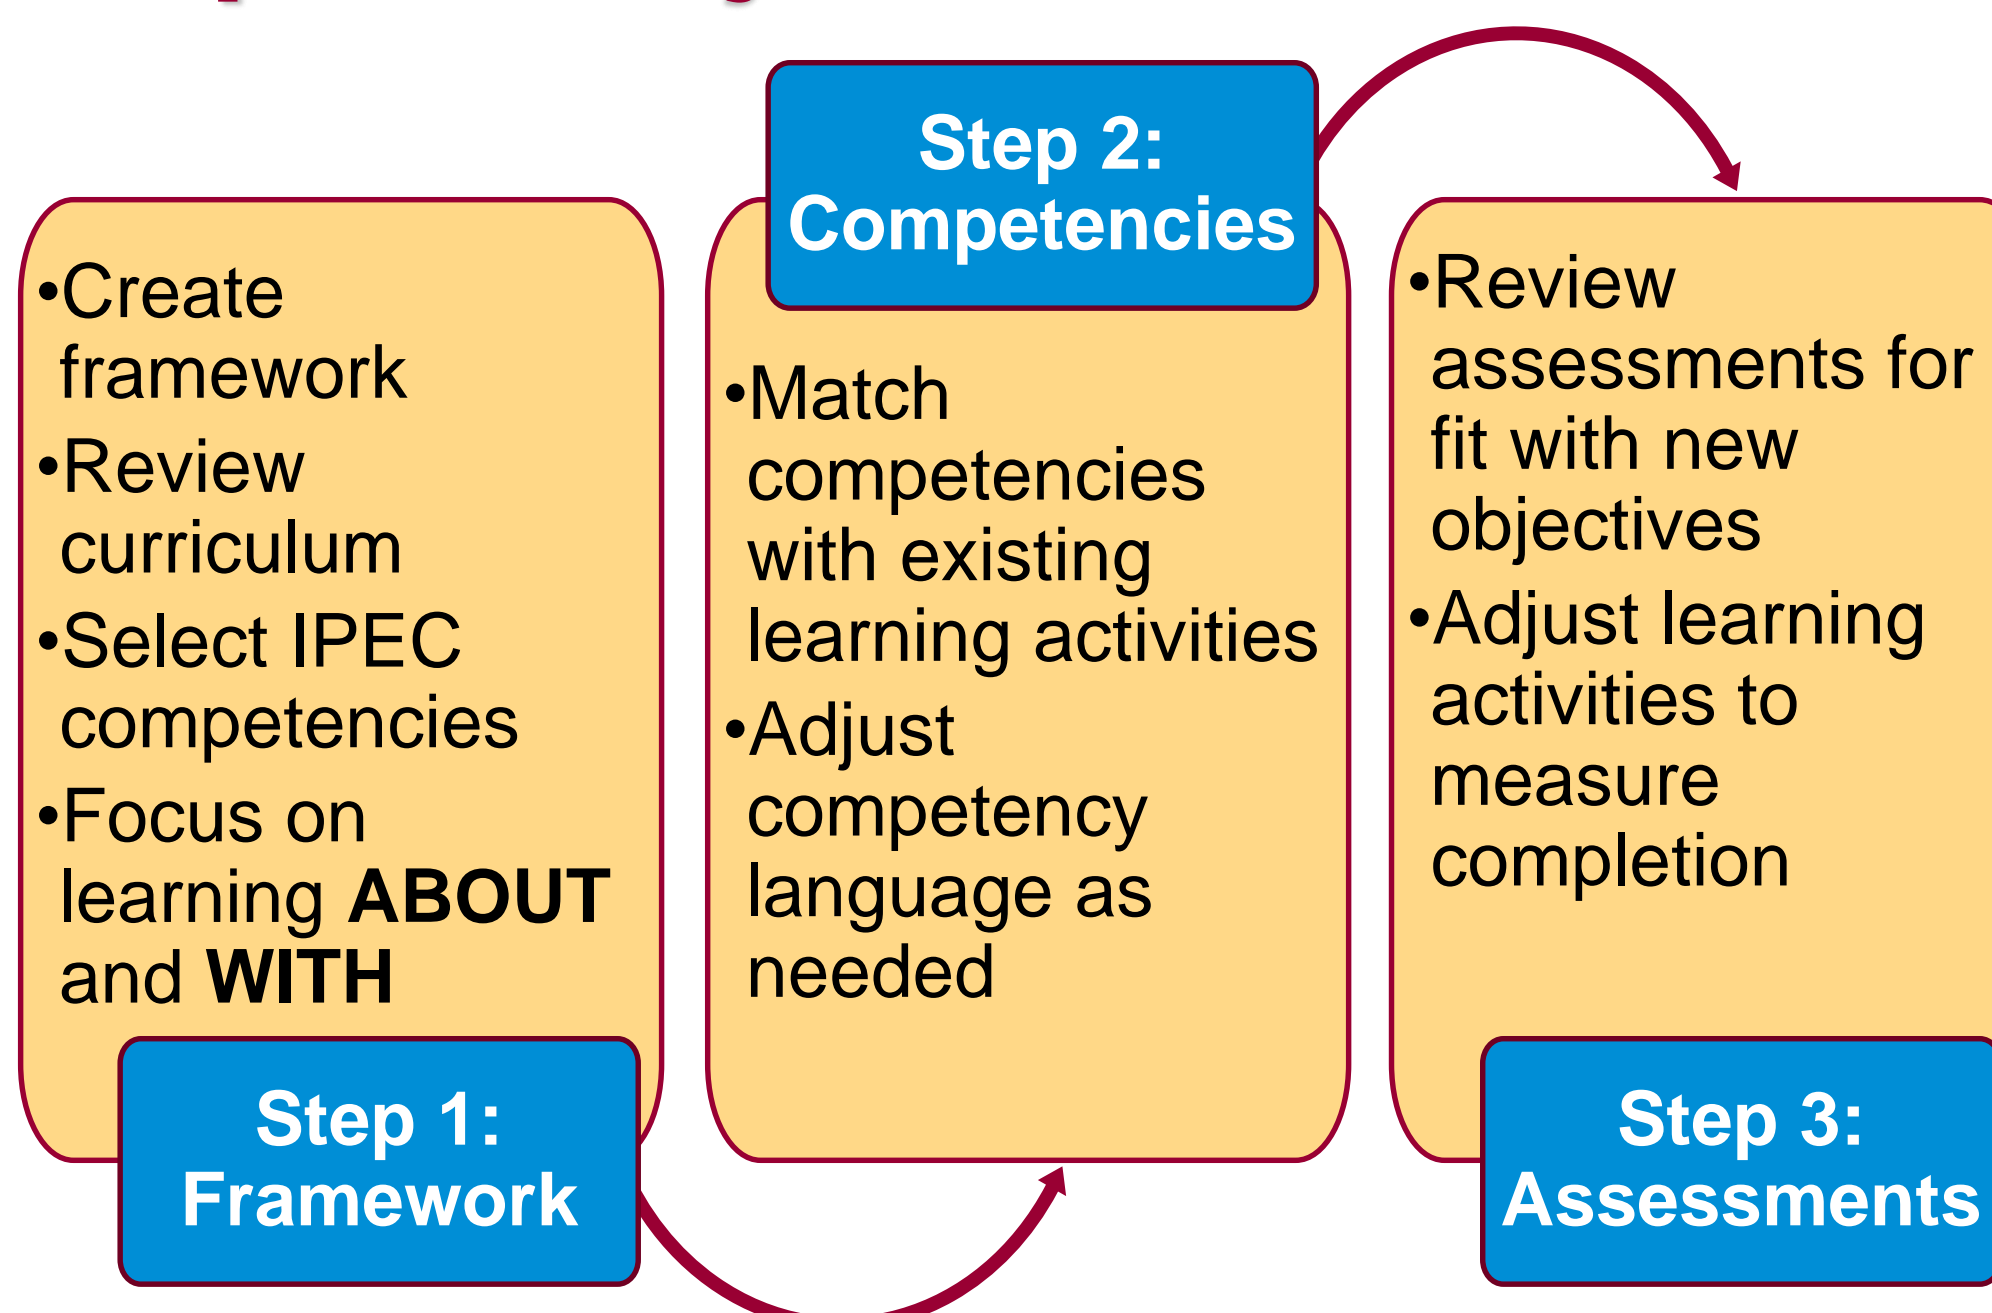 •Create
framework
•Review
curriculum
•Select IPEC
competencies
•Focus on
learning ABOUT
and WITH
Step 1:
Framework
Step 2:
Competencies
•Match
competencies
with existing
learning activities
•Adjust
competency
language as
needed
•Review
assessments for
fit with new
objectives
•Adjust learning
activities to
measure
completion
Step 3:
Assessments